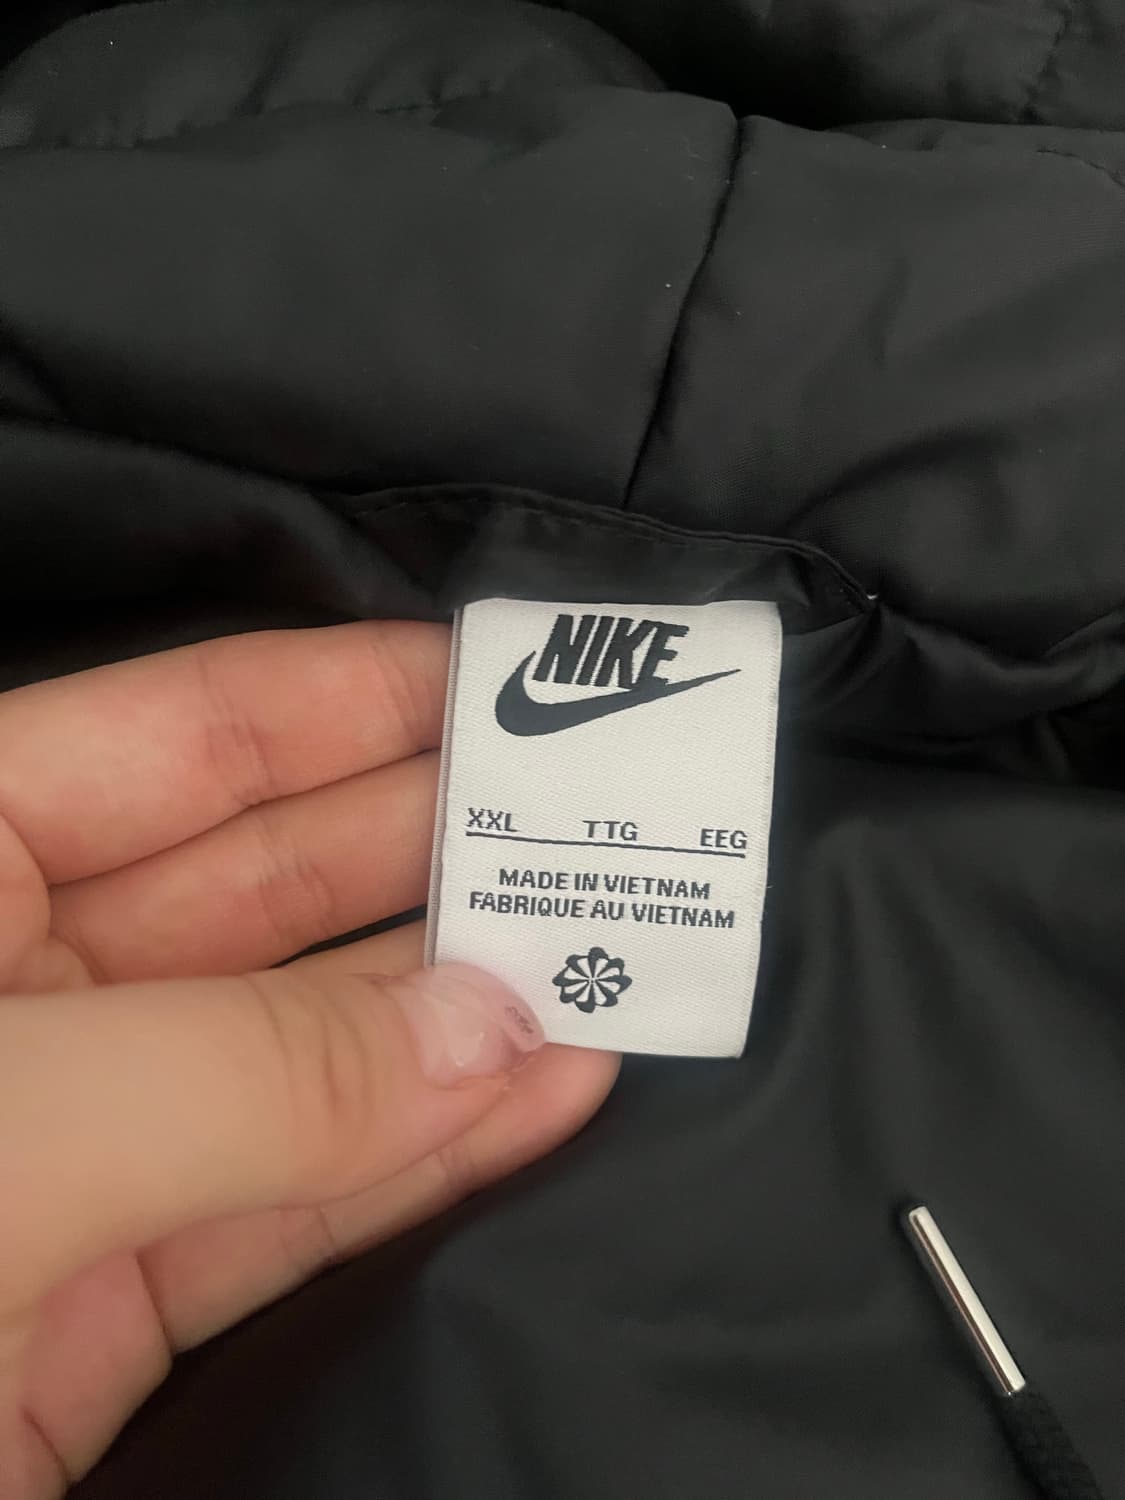 NIKE
XXL TTG EEG
MADE IN VIETNAM
FABRIQUE AU VIETNAM